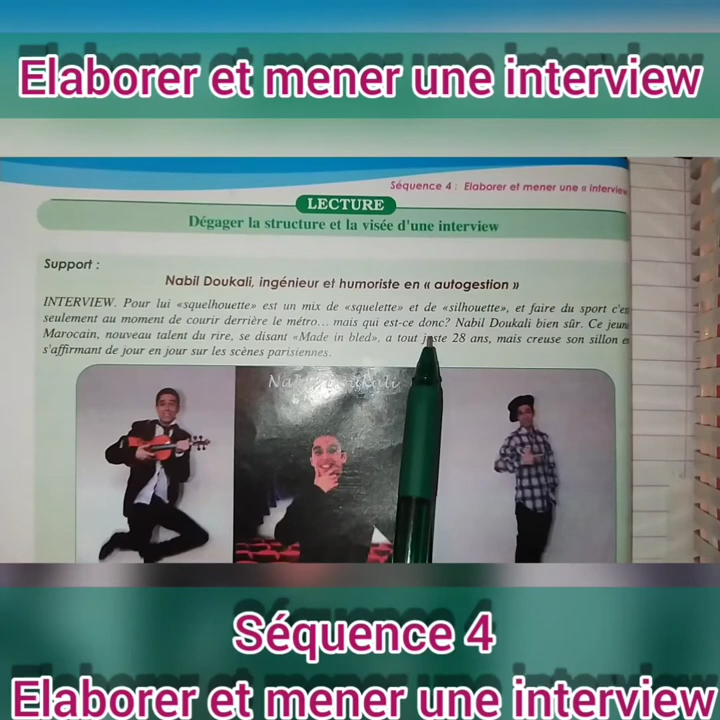 Elaborer et mener une interview
Séquence 4 : Elaborer et mener une « interview
LECTURE
Dégager la structure et la visée d'une interview
Support :
Nabil Doukali, ingénieur et humoriste en « autogestion »
INTERVIEW. Pour lui «squelhouette» est un mix de «squelette» et de «silhouette», et faire du sport c'es
seulement au moment de courir derrière le métro... mais qui est-ce donc? Nabil Doukali bien sûr. Ce jeun
Marocain, nouveau talent du rire, se disant «Made in bled», a tout juste 28 ans, mais creuse son sillon e
s'affirmant de jour en jour sur les scènes parisiennes.
Nabil Doukali
Séquence 4
Elaborer et mener une interview